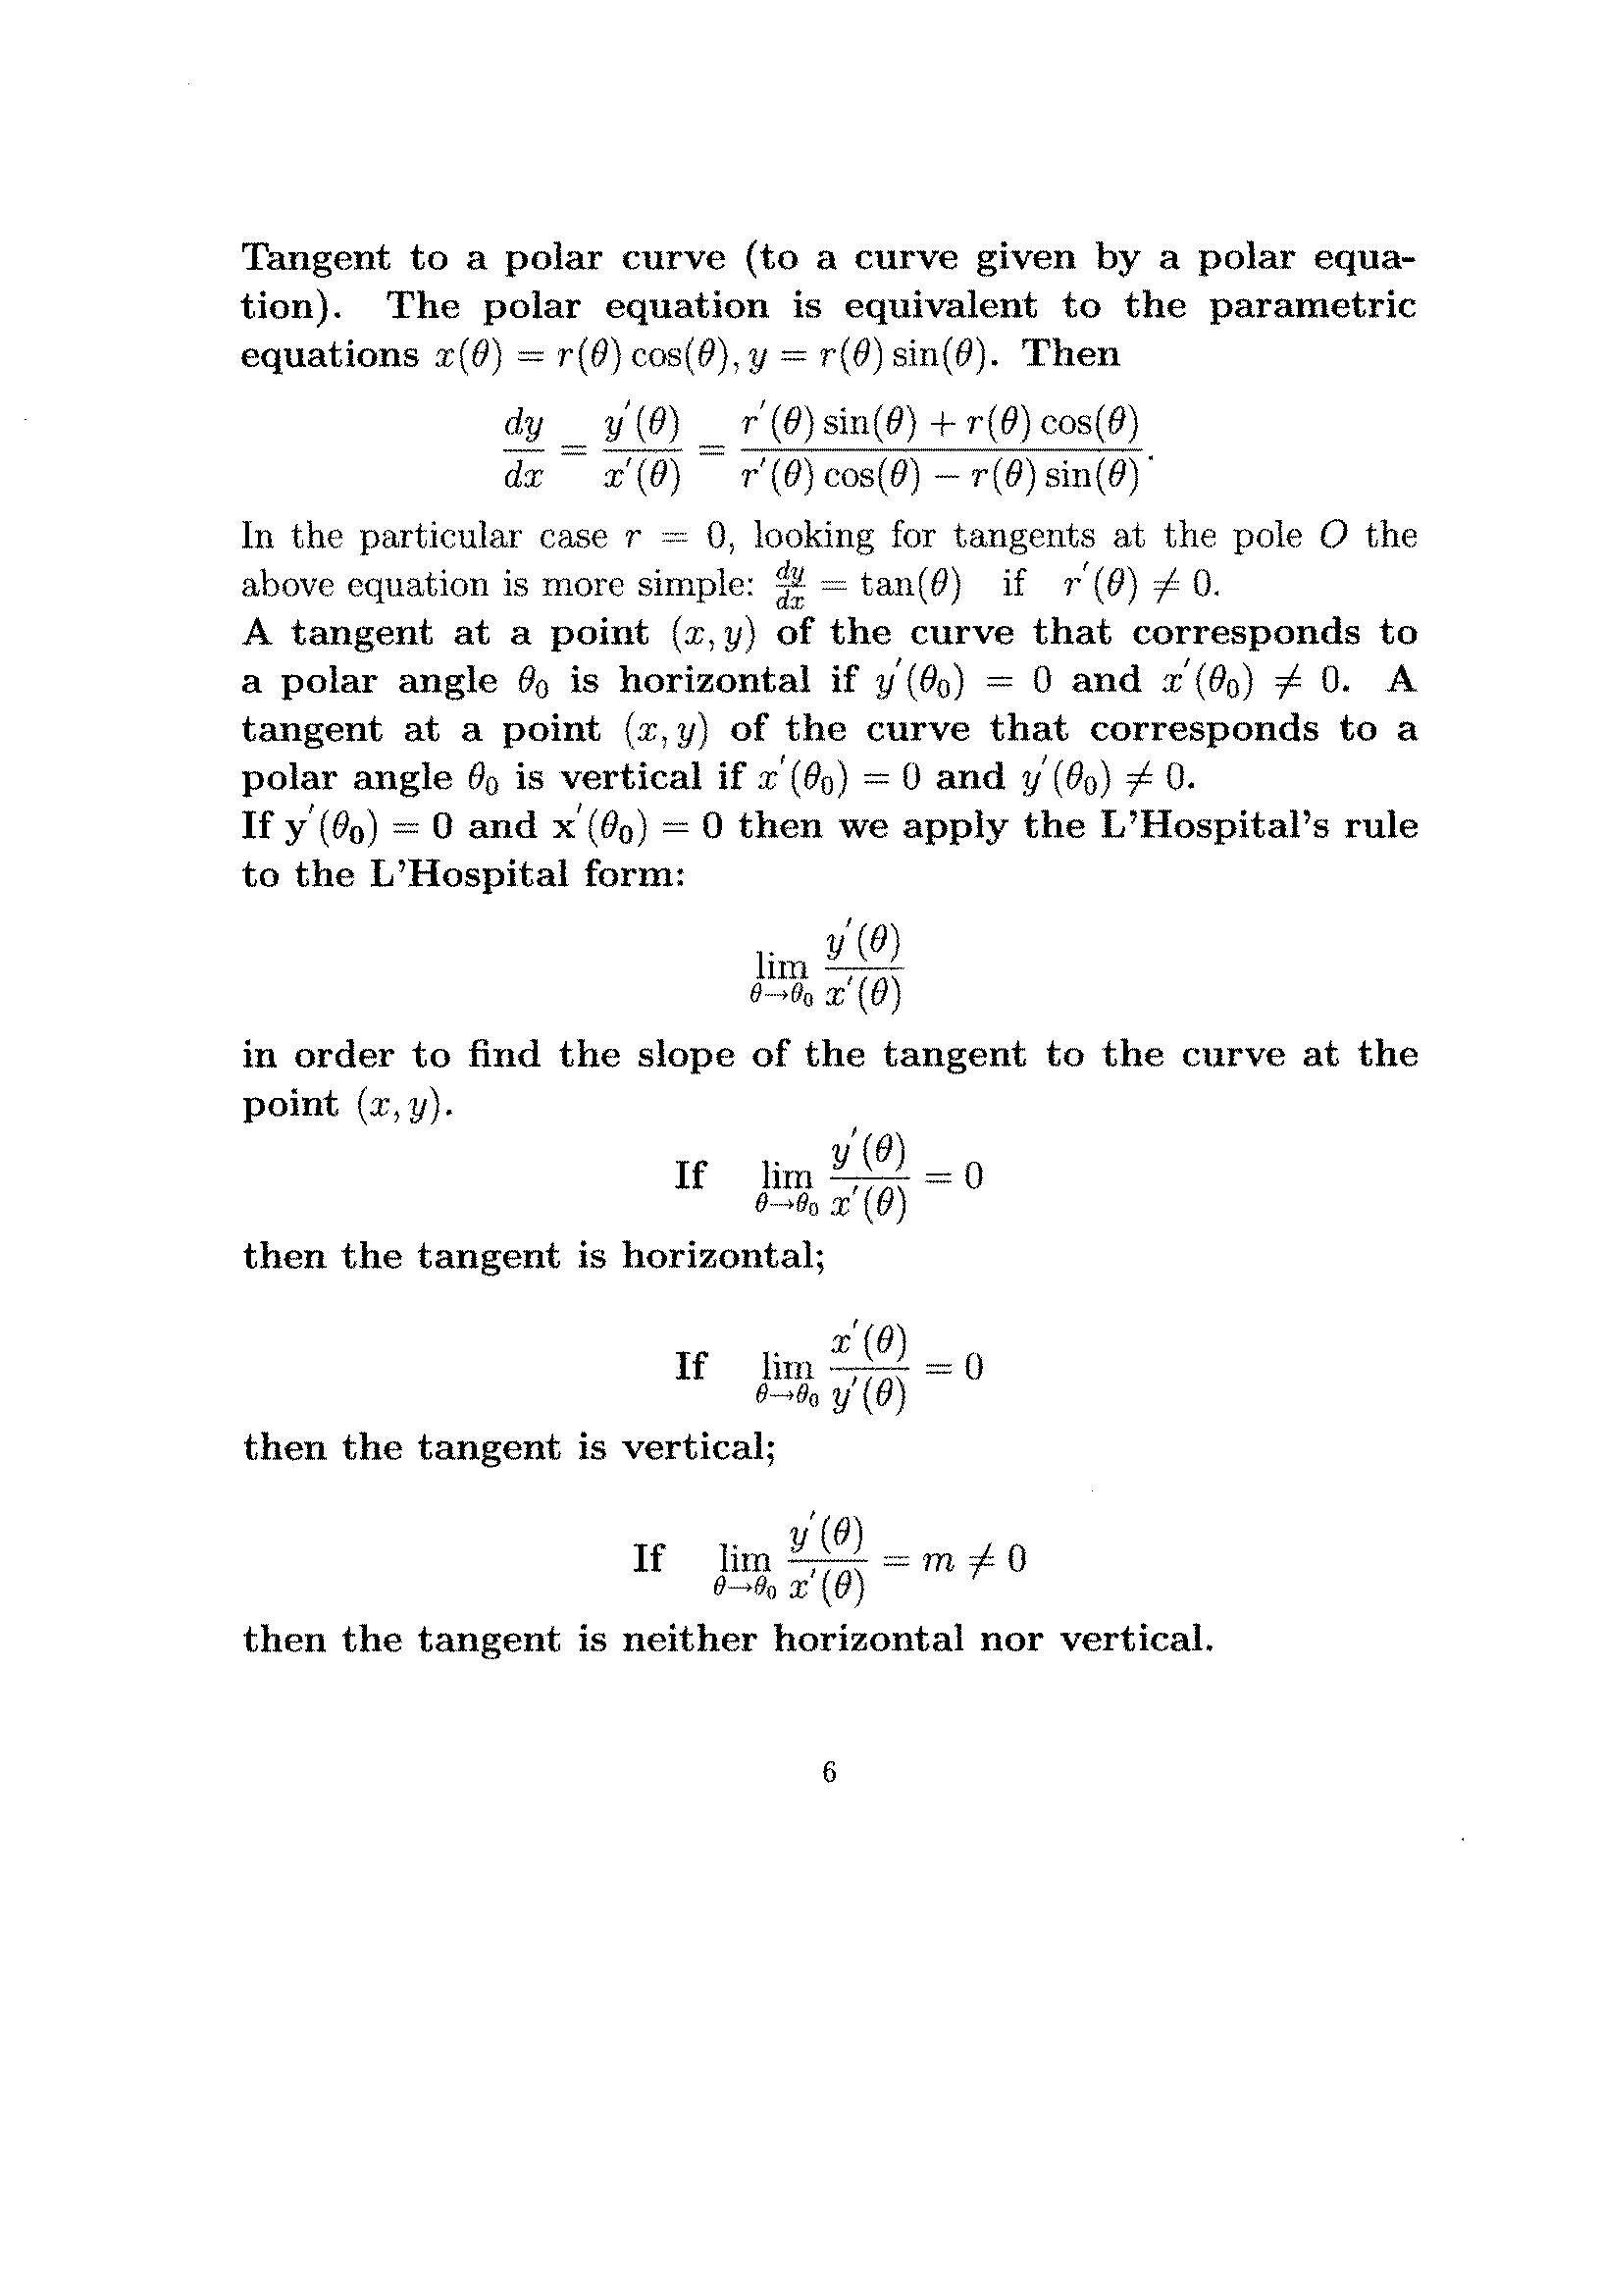 Tangent to a polar curve (to a curve given by a polar equa-
tion). The polar equation is equivalent to the parametric
equations x(θ) = r(θ) cos(θ), y = r(θ) sin(θ). Then
dy/dx = y′(θ)/x′(θ) = (r′(θ) sin(θ) + r(θ) cos(θ))/(r′(θ) cos(θ) − r(θ) sin(θ)).
In the particular case r = 0, looking for tangents at the pole O the
above equation is more simple: dy/dx = tan(θ) if r′(θ) ≠ 0.
A tangent at a point (x, y) of the curve that corresponds to
a polar angle θ₀ is horizontal if y′(θ₀) = 0 and x′(θ₀) ≠ 0. A
tangent at a point (x, y) of the curve that corresponds to a
polar angle θ₀ is vertical if x′(θ₀) = 0 and y′(θ₀) ≠ 0.
If y′(θ₀) = 0 and x′(θ₀) = 0 then we apply the L'Hospital's rule
to the L'Hospital form:
lim θ→θ₀ y′(θ)/x′(θ)
in order to find the slope of the tangent to the curve at the
point (x, y).
If lim θ→θ₀ y′(θ)/x′(θ) = 0
then the tangent is horizontal;
If lim θ→θ₀ x′(θ)/y′(θ) = 0
then the tangent is vertical;
If lim θ→θ₀ y′(θ)/x′(θ) = m ≠ 0
then the tangent is neither horizontal nor vertical.
6